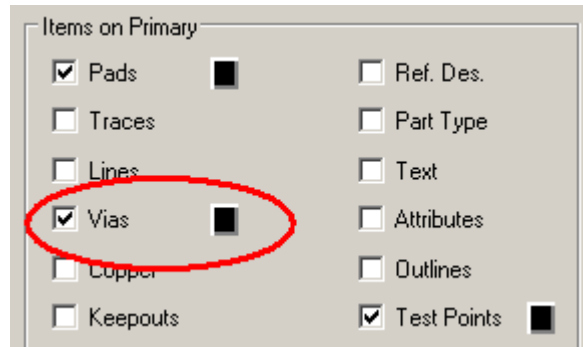 Items on Primary
Pads
Ref. Des.
Traces
Part Type
Lines
Text
Vias
Attributes
Copper
Outlines
Keepouts
Test Points